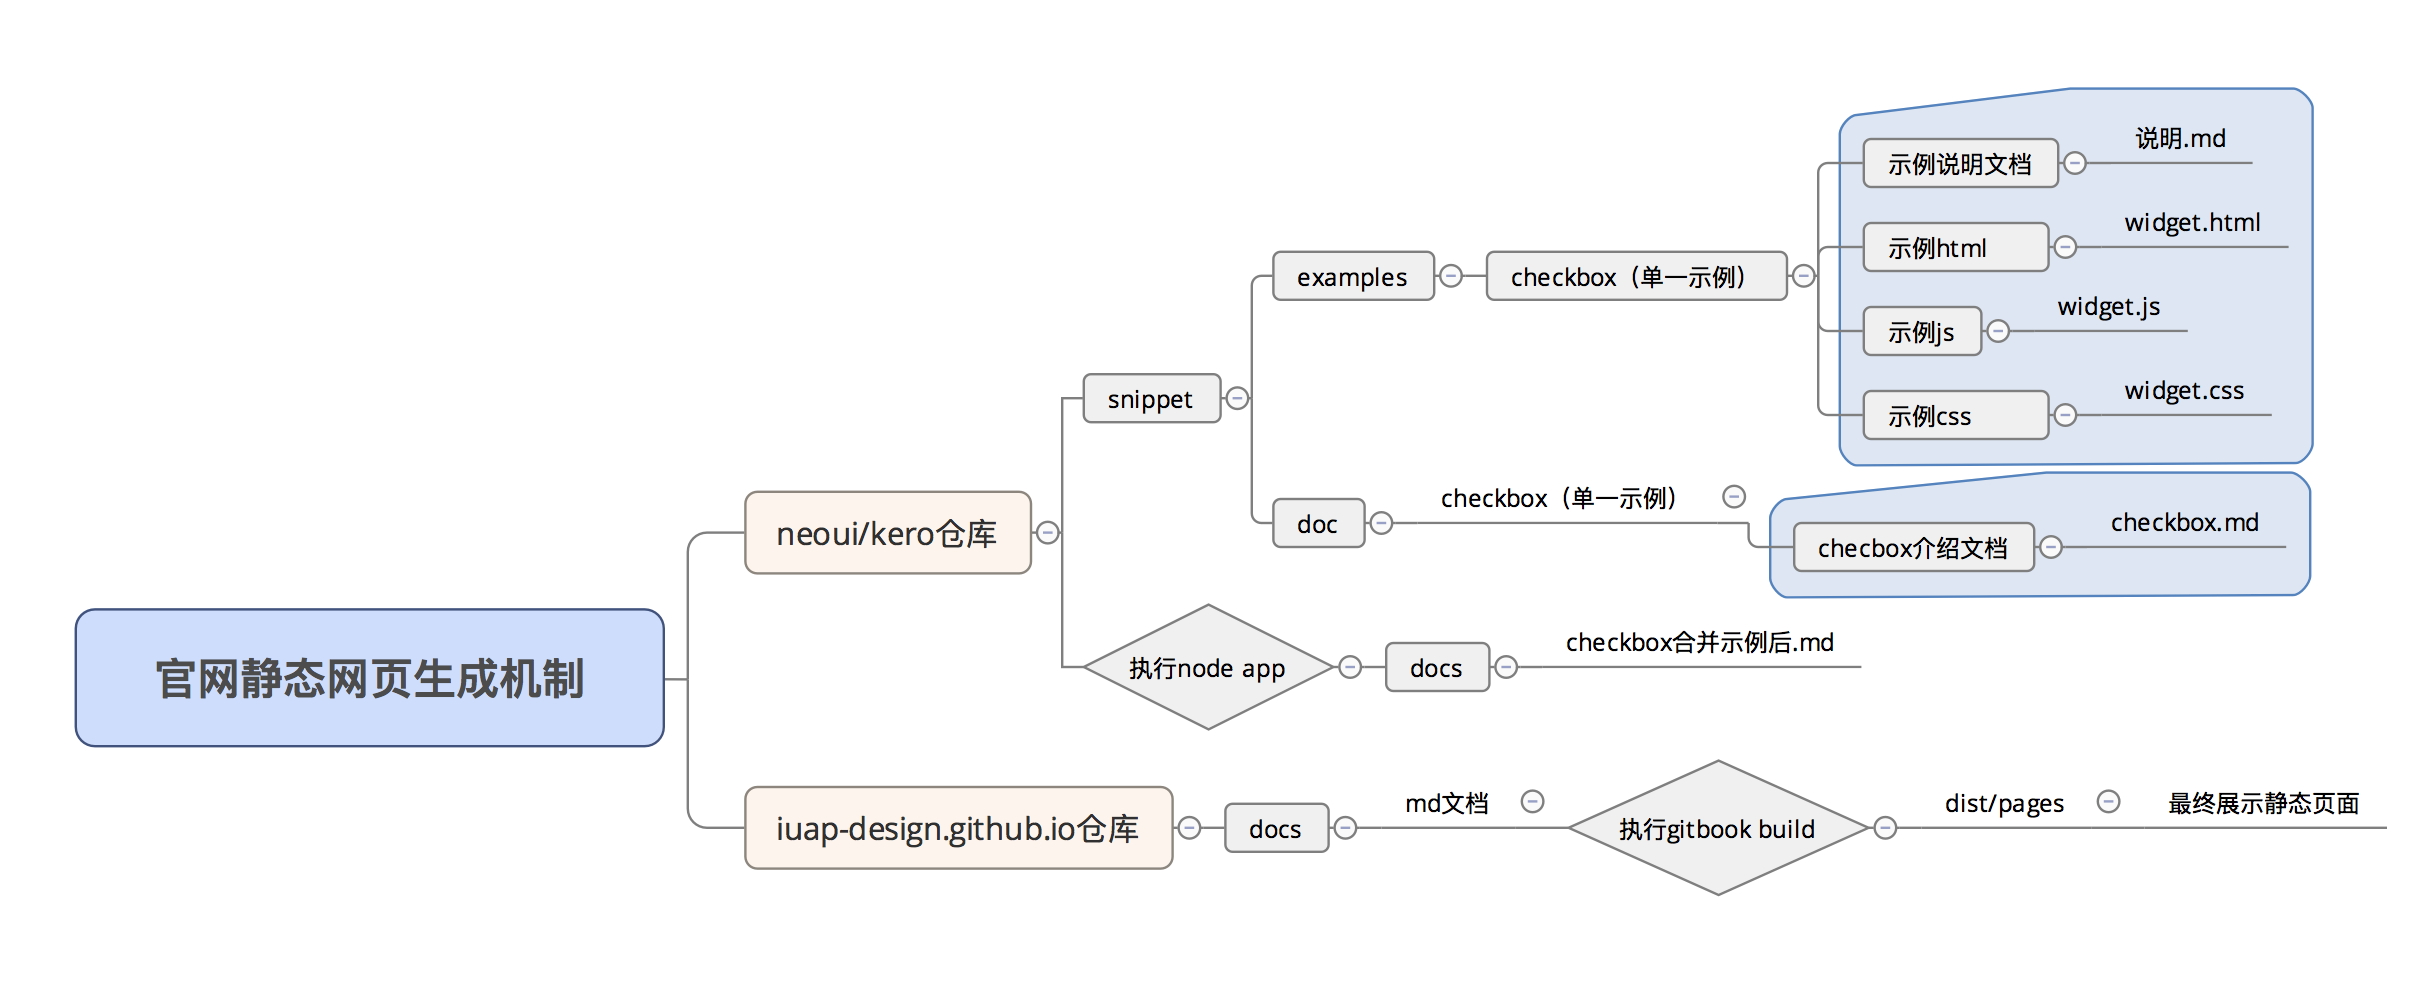 官网静态网页生成机制
neoui/kero仓库
snippet
examples
checkbox（单一示例）
示例说明文档
说明.md
示例html
widget.html
示例js
widget.js
示例css
widget.css
doc
checkbox（单一示例）
checbox介绍文档
checkbox.md
执行node app
docs
checkbox合并示例后.md
iuap-design.github.io仓库
docs
md文档
执行gitbook build
dist/pages
最终展示静态页面